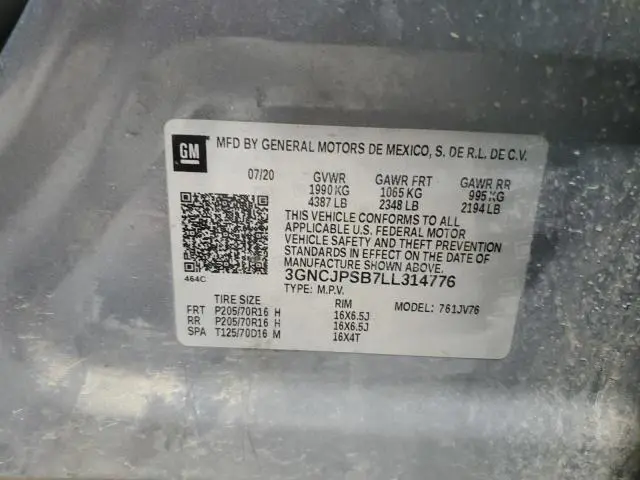 GM MFD BY GENERAL MOTORS DE MEXICO, S. DE R.L. DE C.V.
07/20 GVWR GAWR FRT GAWR RR
1990 KG 1065 KG 995 KG
4387 LB 2348 LB 2194 LB
THIS VEHICLE CONFORMS TO ALL
APPLICABLE U.S. FEDERAL MOTOR
VEHICLE SAFETY AND THEFT PREVENTION
STANDARDS IN EFFECT ON THE DATE OF
MANUFACTURE SHOWN ABOVE.
464C 3GNCJPSB7LL314776
TYPE: M.P.V.
TIRE SIZE RIM MODEL: 761JV76
FRT P205/70R16 H 16X6.5J
RR P205/70R16 H 16X6.5J
SPA T125/70D16 M 16X4T